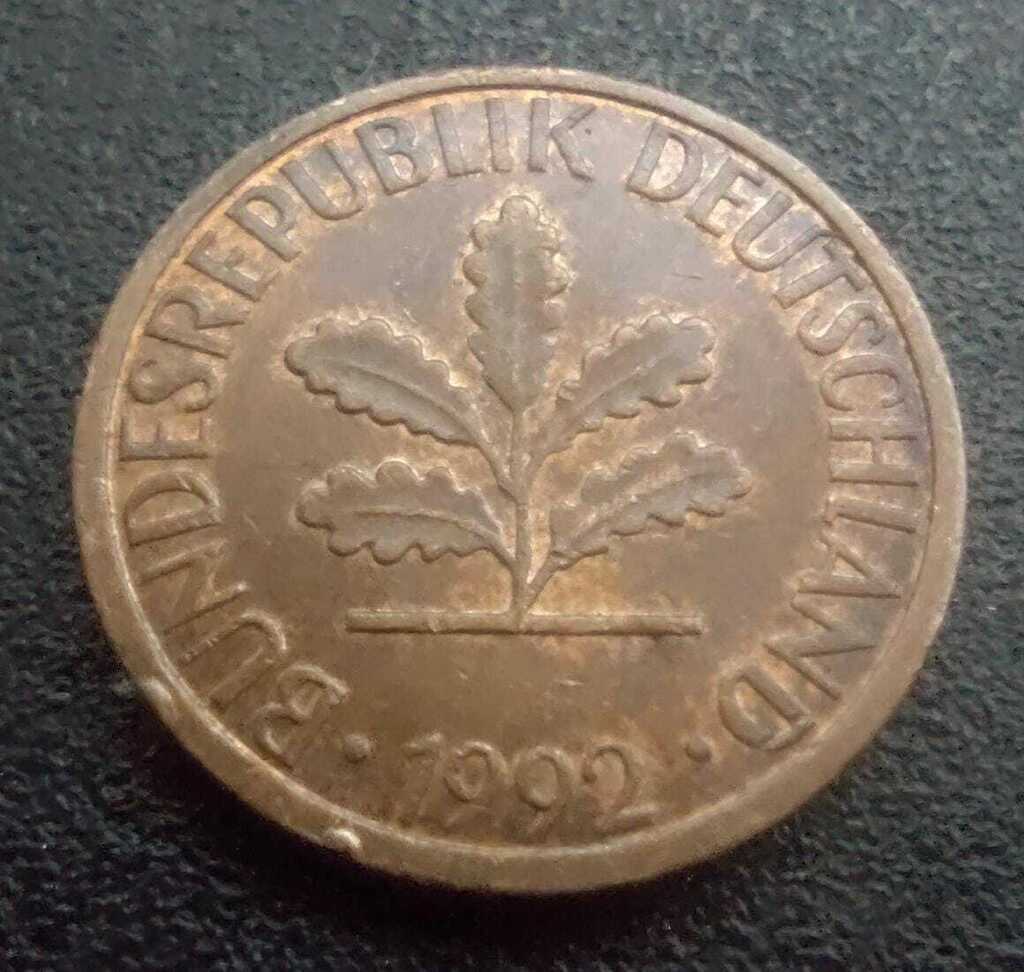 BUNDESREPUBLIK DEUTSCHLAND
· 1992 ·